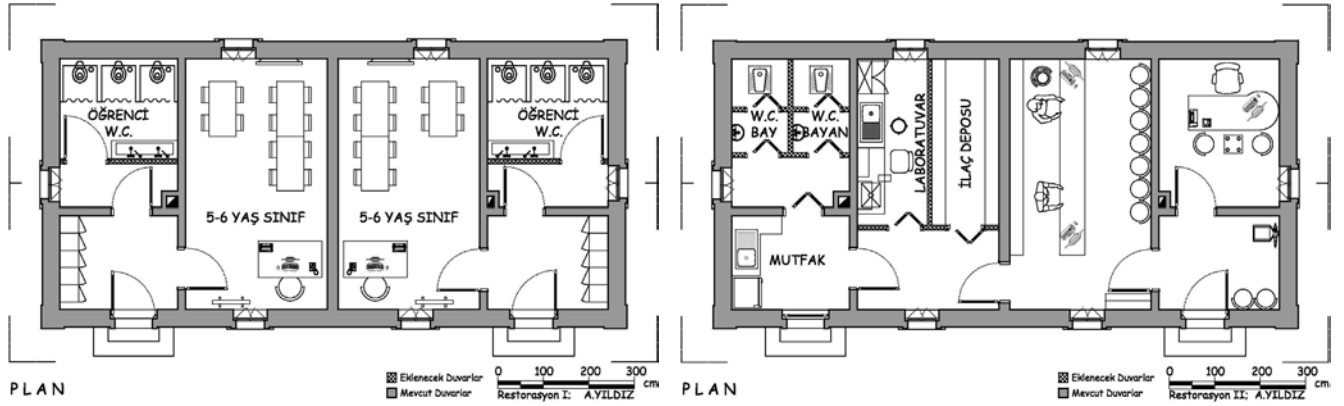 ÖĞRENCİ
W.C.
ÖĞRENCİ
W.C.
5-6 YAŞ SINIF
5-6 YAŞ SINIF
PLAN
Eklenecek Duvarlar
Mevcut Duvarlar
0 100 200 300
cm
Restorasyon I; A.YILDIZ
W.C.
BAY
W.C.
BAYAN
LABORATUVAR
İLAÇ DEPOSU
MUTFAK
PLAN
Eklenecek Duvarlar
Mevcut Duvarlar
0 100 200 300
cm
Restorasyon II; A.YILDIZ